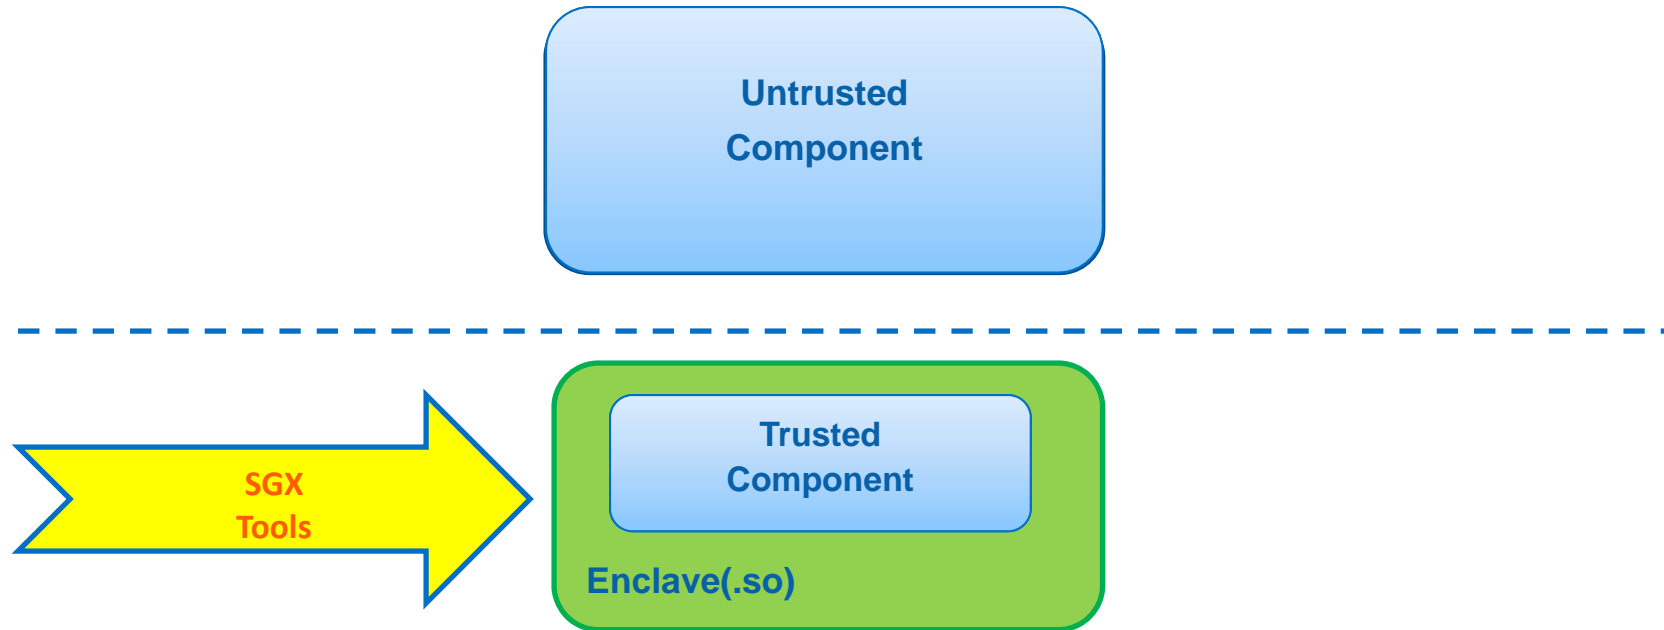 Untrusted
Component
SGX
Tools
Trusted
Component
Enclave(.so)